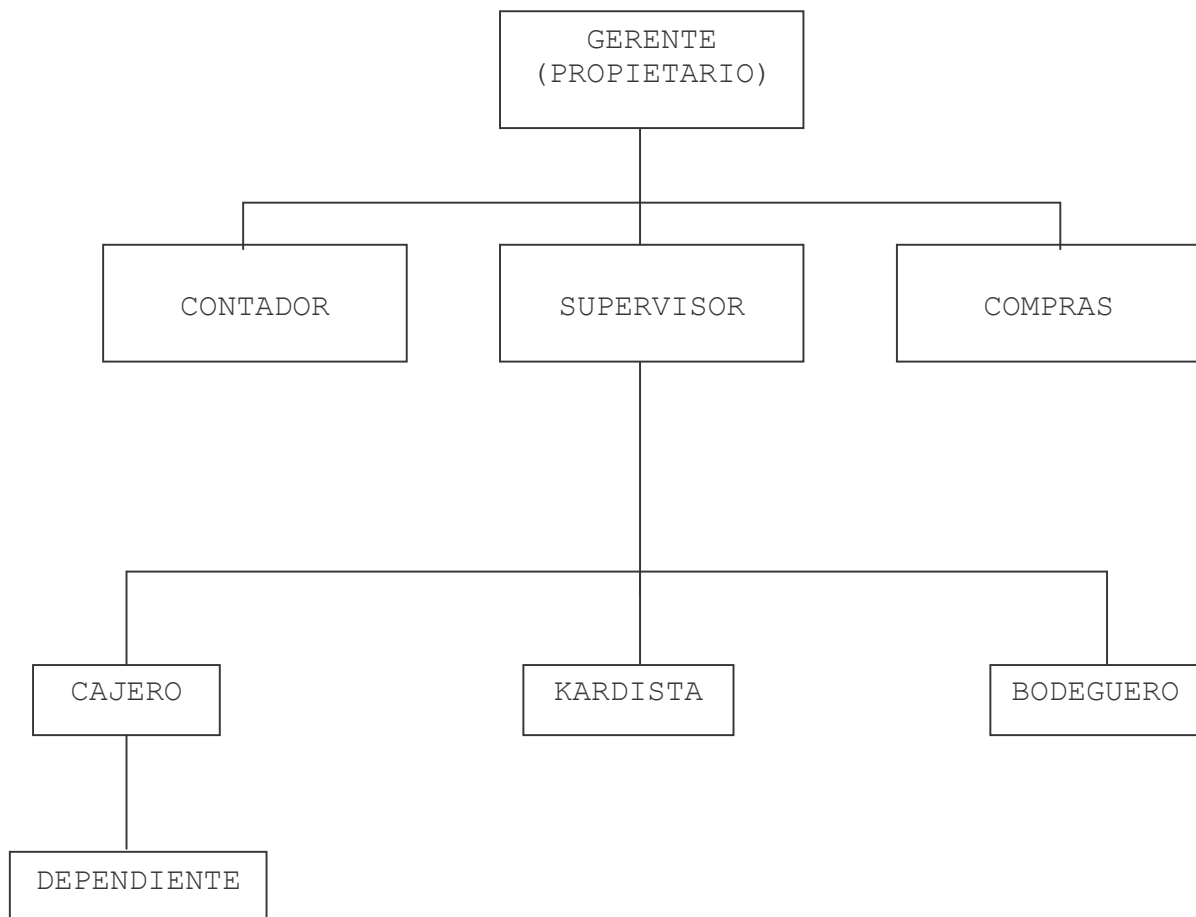 GERENTE
(PROPIETARIO)
CONTADOR
SUPERVISOR
COMPRAS
CAJERO
KARDISTA
BODEGUERO
DEPENDIENTE